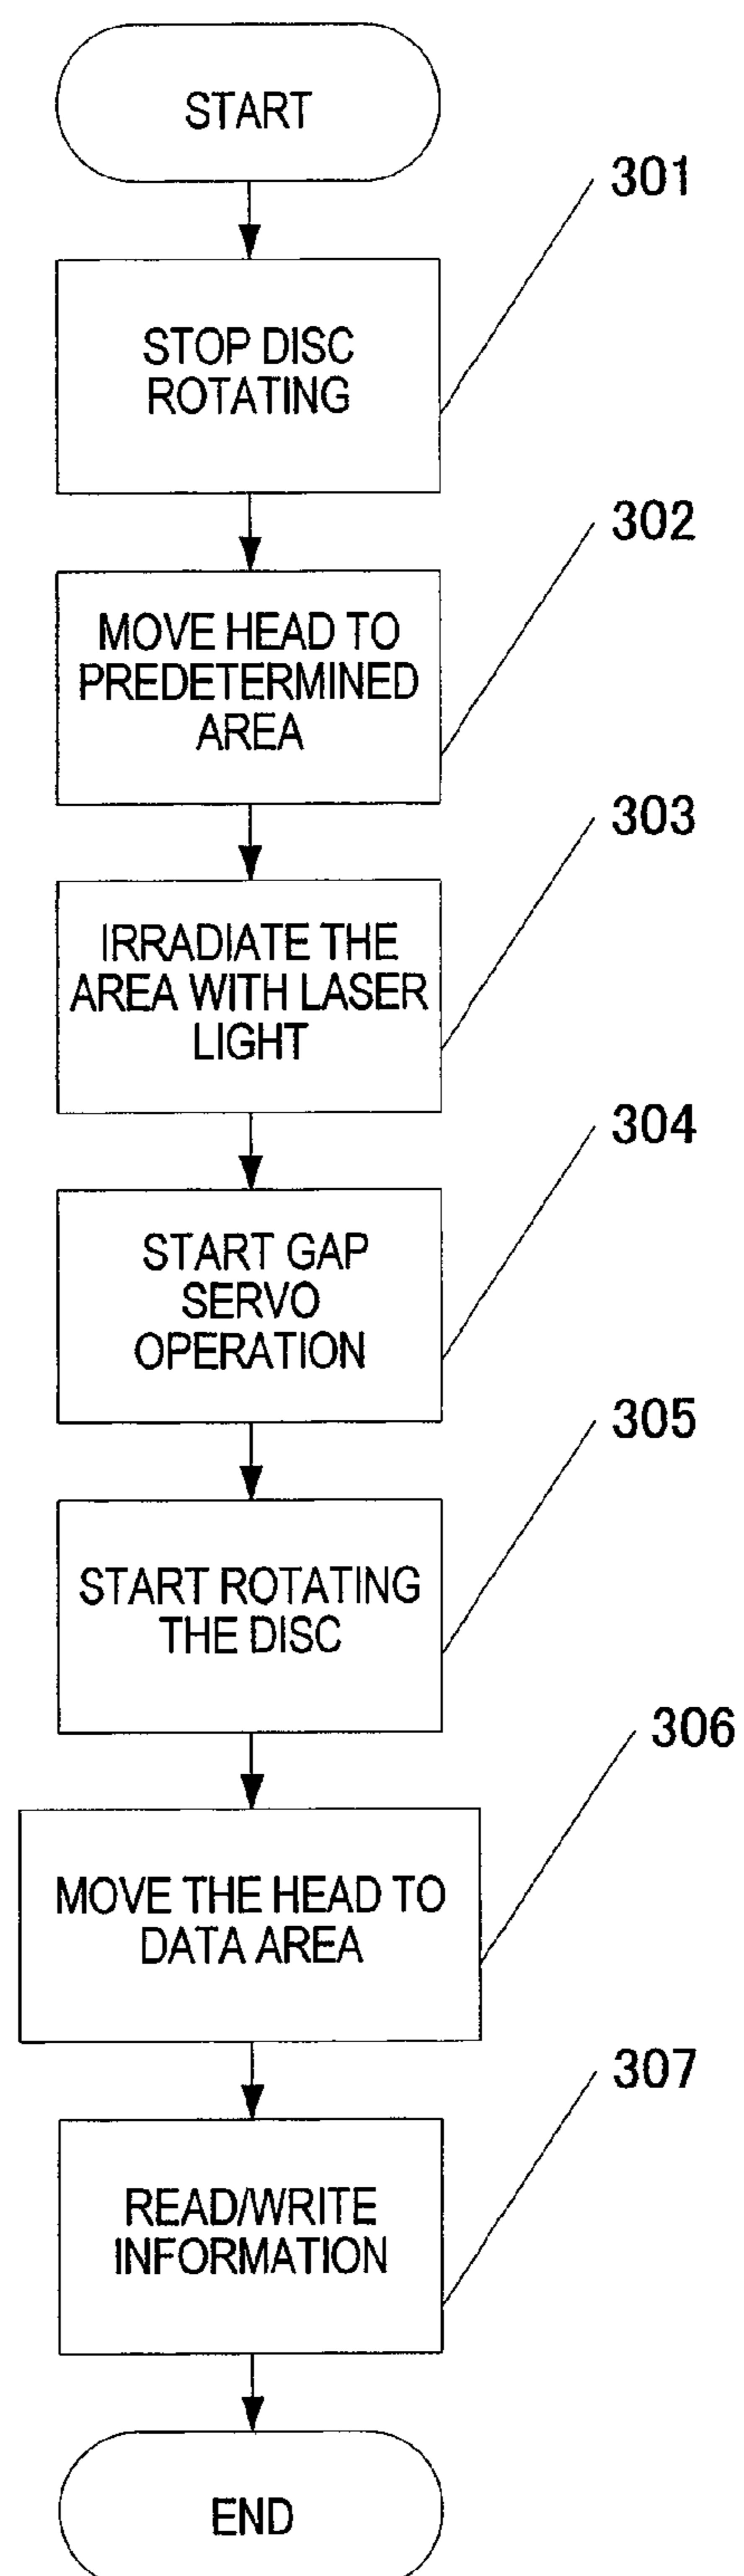 START
301
STOP DISC
ROTATING
302
MOVE HEAD TO
PREDETERMINED
AREA
303
IRRADIATE THE
AREA WITH LASER
LIGHT
304
START GAP
SERVO
OPERATION
305
START ROTATING
THE DISC
306
MOVE THE HEAD TO
DATA AREA
307
READ/WRITE
INFORMATION
END